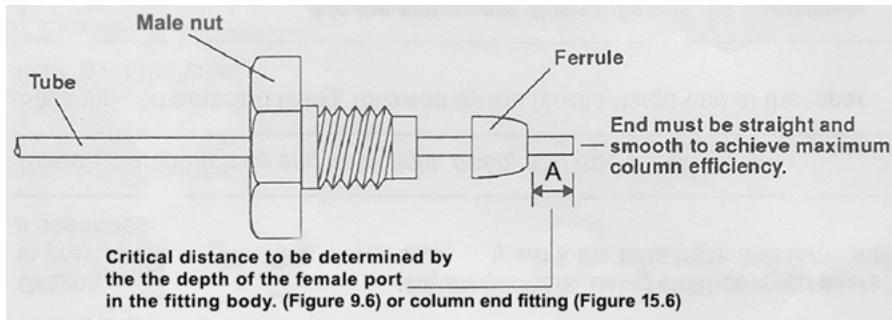 Male nut
Tube
Ferrule
End must be straight and
smooth to achieve maximum
column efficiency.
A
Critical distance to be determined by
the the depth of the female port
in the fitting body. (Figure 9.6) or column end fitting (Figure 15.6)